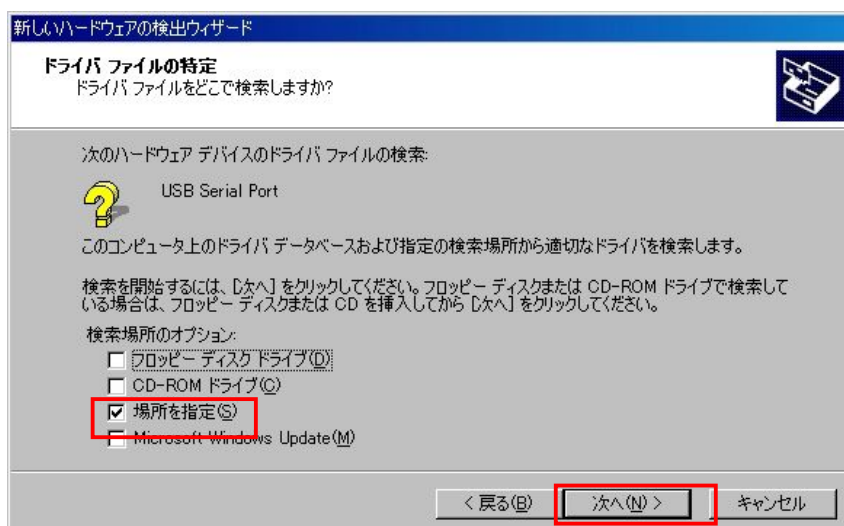 新しいハードウェアの検出ウィザード
ドライバ ファイルの特定
ドライバ ファイルをどこで検索しますか?
次のハードウェア デバイスのドライバ ファイルの検索:
USB Serial Port
このコンピュータ上のドライバ データベースおよび指定の検索場所から適切なドライバを検索します。
検索を開始するには、[次へ] をクリックしてください。フロッピー ディスクまたは CD-ROM ドライブで検索して
いる場合は、フロッピー ディスクまたは CD を挿入してから [次へ] をクリックしてください。
検索場所のオプション:
フロッピー ディスク ドライブ(D)
CD-ROM ドライブ(C)
場所を指定(S)
Microsoft Windows Update(M)
< 戻る(B) 次へ(N) > キャンセル